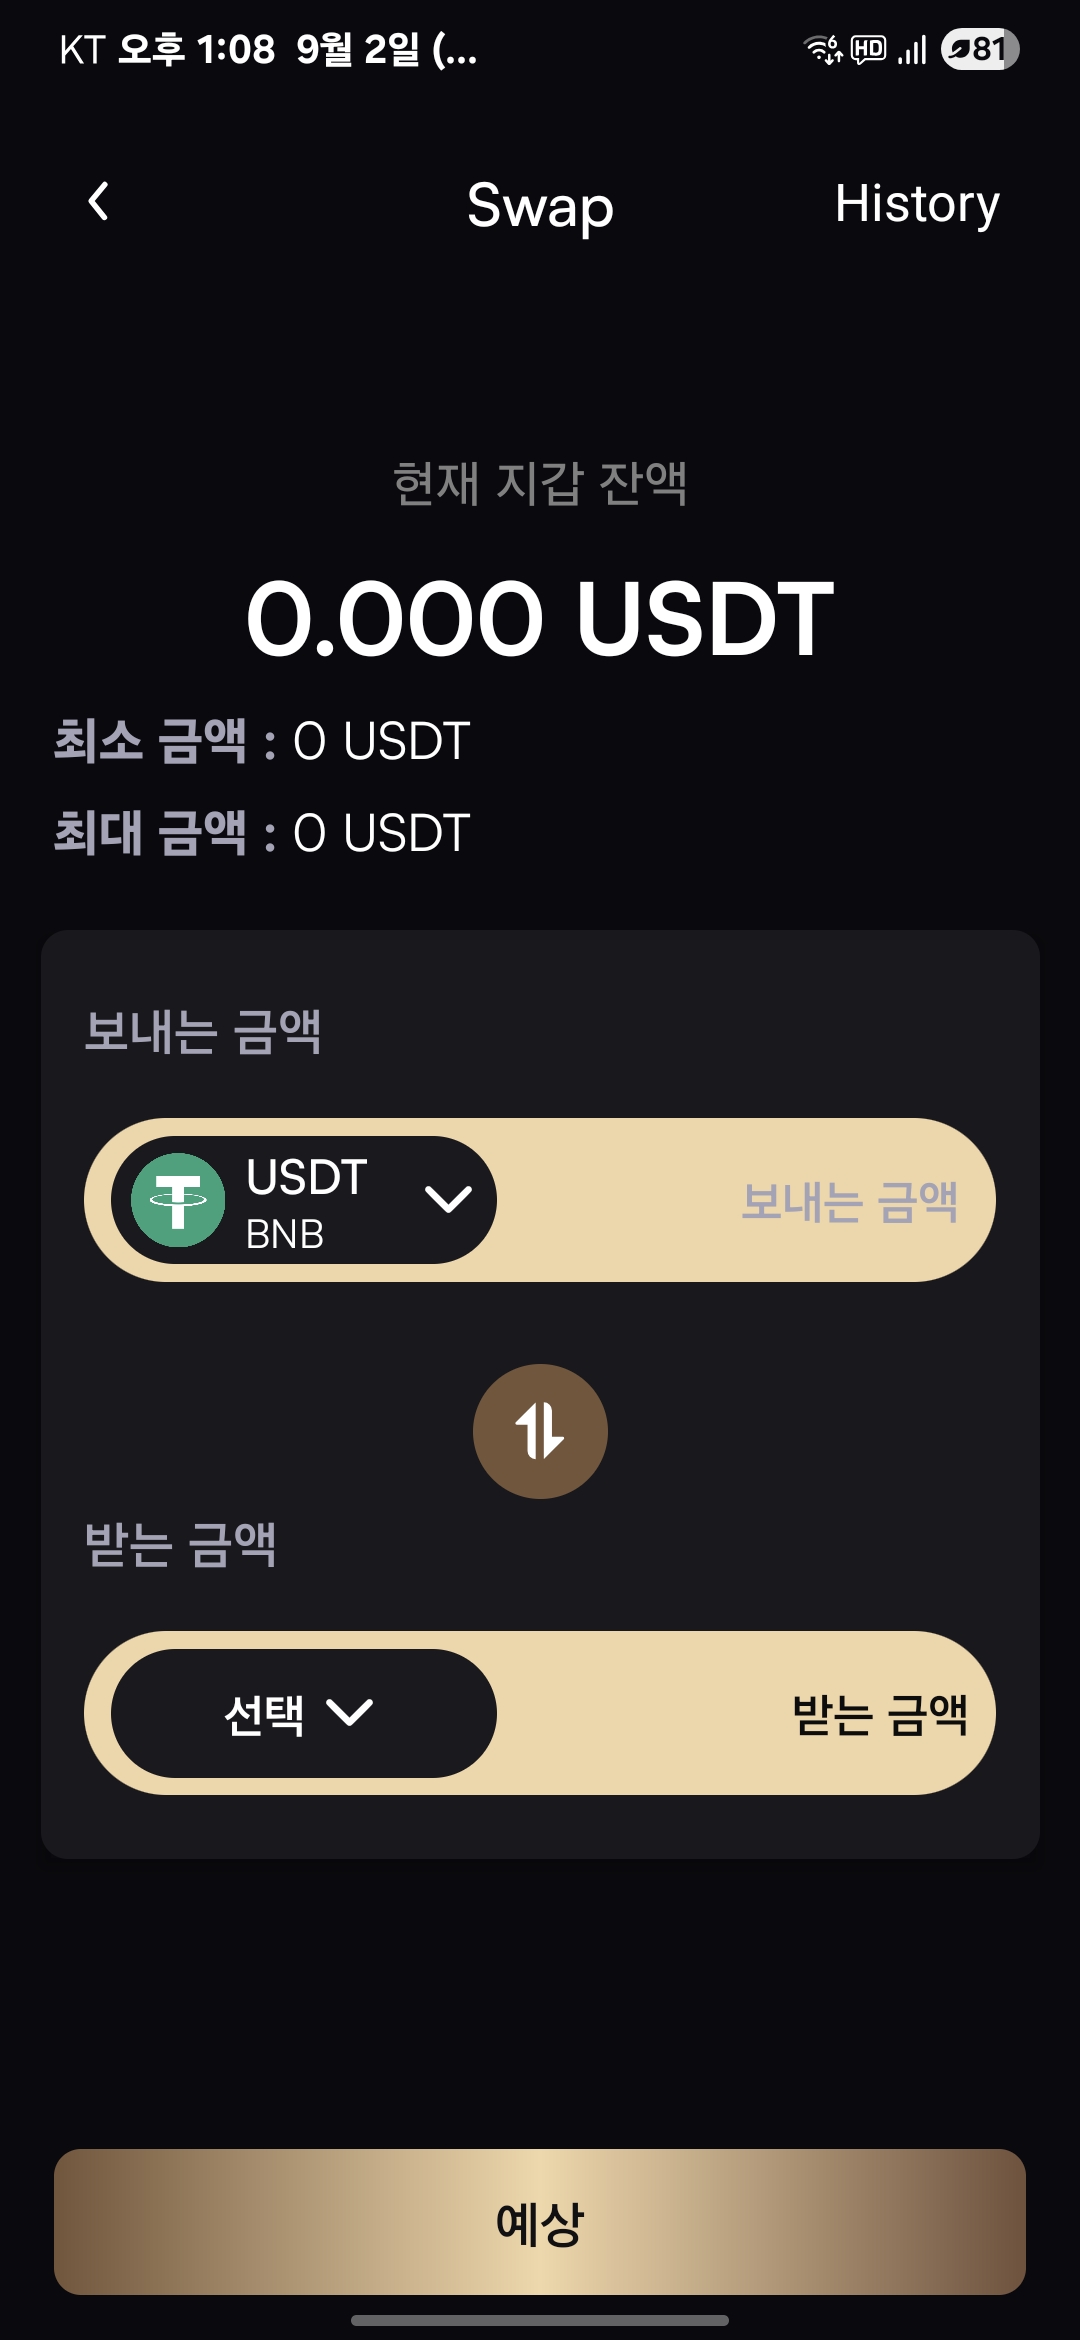 KT 오후 1:08 9월 2일 (...
6 HD 81
Swap
History
현재 지갑 잔액
0.000 USDT
최소 금액 : 0 USDT
최대 금액 : 0 USDT
보내는 금액
USDT
BNB
보내는 금액
받는 금액
선택
받는 금액
예상